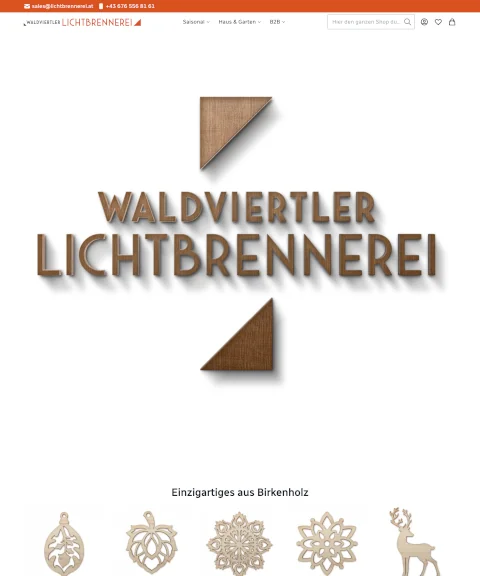 sales@lichtbrennerei.at +43 676 556 81 61
WALDVIERTLER LICHTBRENNEREI
Saisonal Haus & Garten B2B
Hier den ganzen Shop du...
WALDVIERTLER
LICHTBRENNEREI
Einzigartiges aus Birkenholz